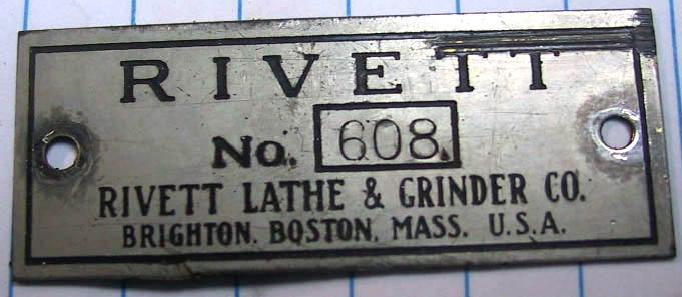 RIVETT
No. 608.
RIVETT LATHE & GRINDER CO.
BRIGHTON. BOSTON. MASS. U.S.A.